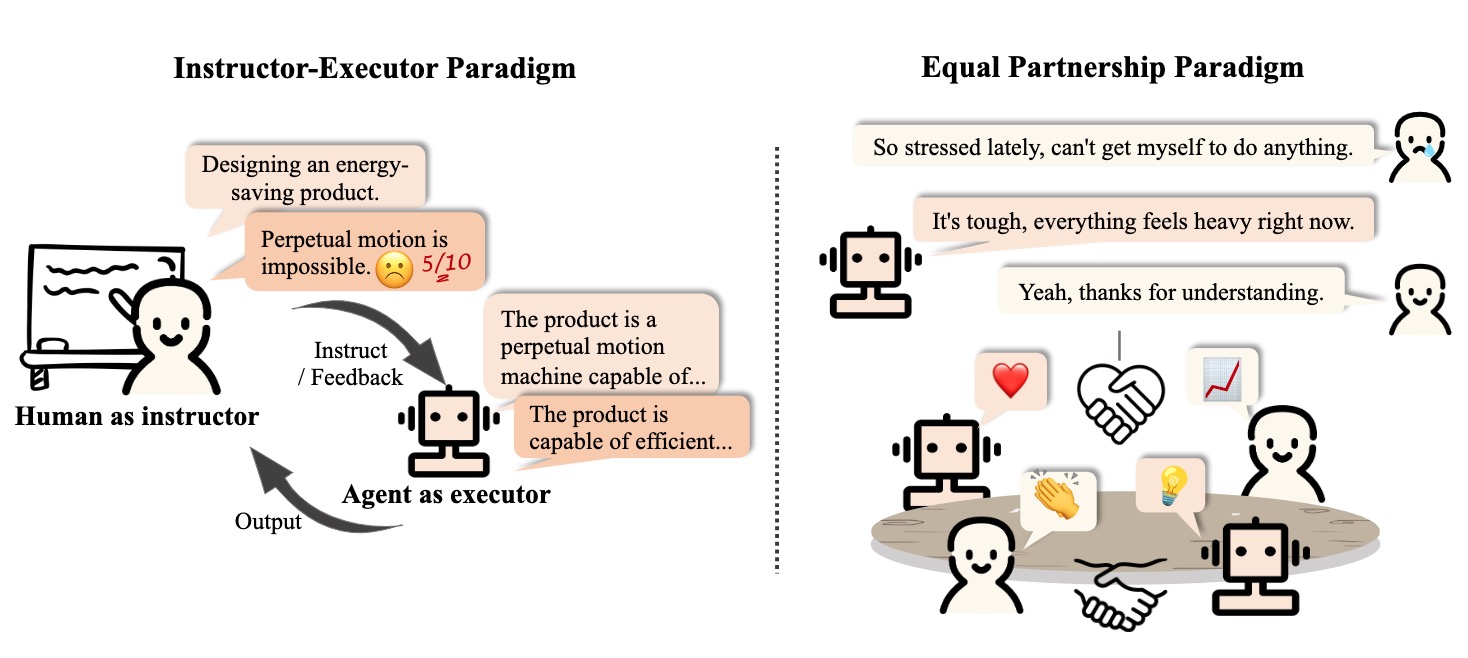 Instructor-Executor Paradigm
Designing an energy-
saving product.
Perpetual motion is
impossible. 5/10
Instruct
/ Feedback
The product is a
perpetual motion
machine capable of...
The product is
capable of efficient...
Human as instructor
Agent as executor
Output
Equal Partnership Paradigm
So stressed lately, can't get myself to do anything.
It's tough, everything feels heavy right now.
Yeah, thanks for understanding.